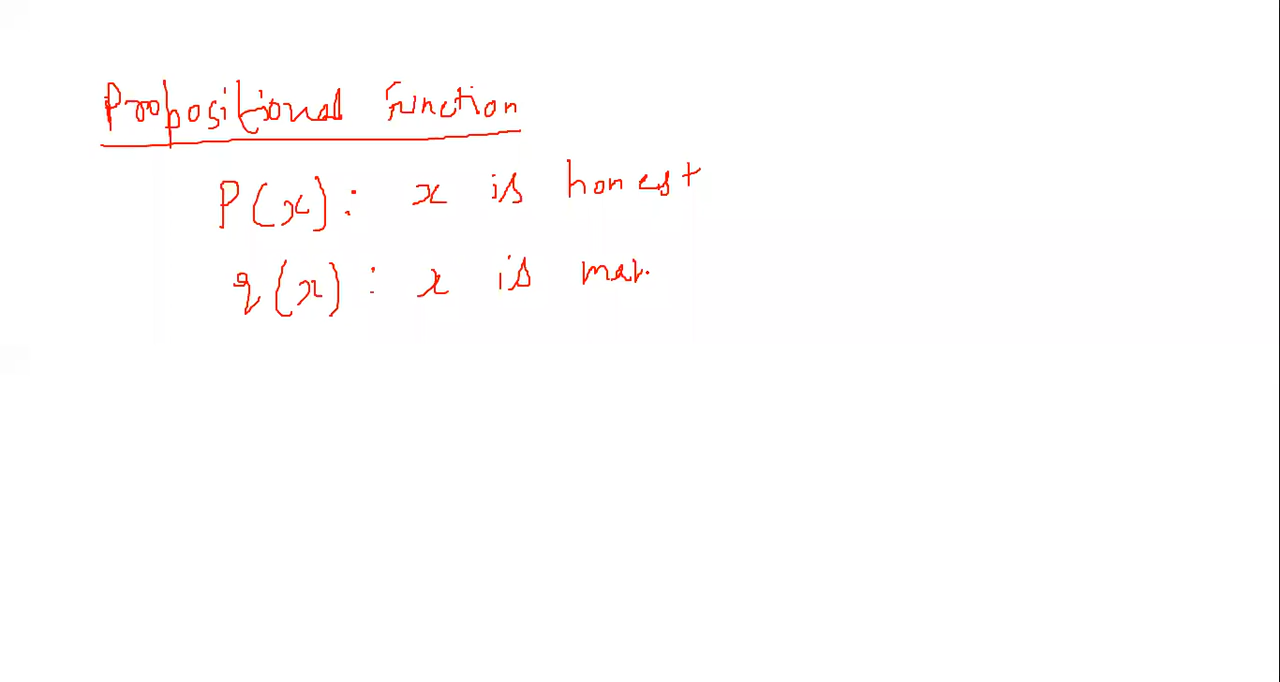 Propositional Function
P(x): x is honest
q(x): x is